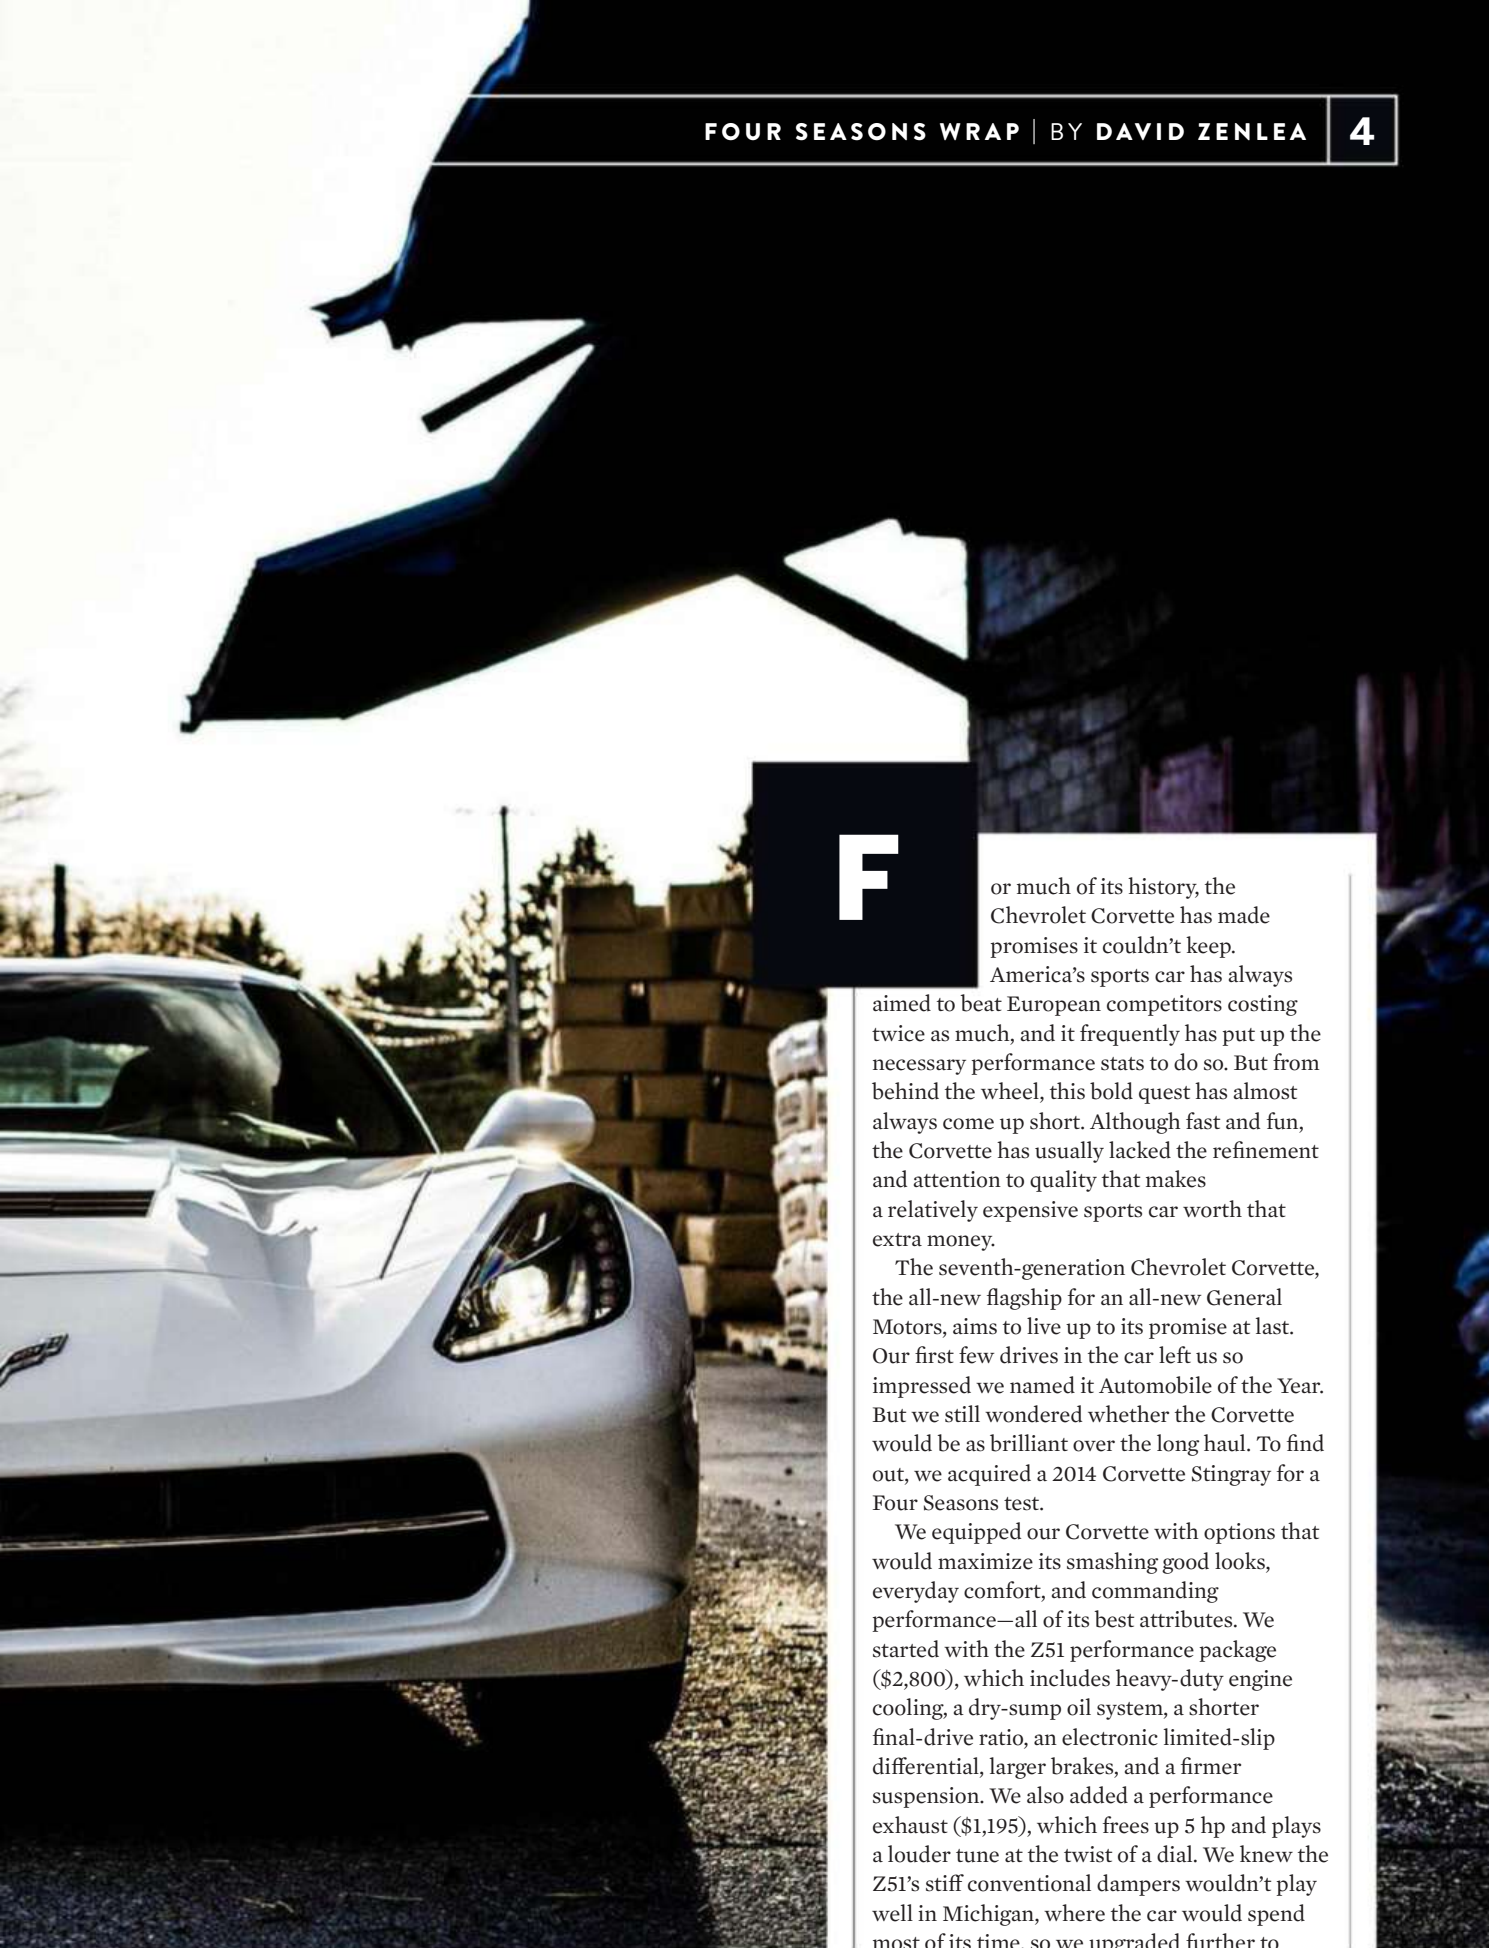 FOUR SEASONS WRAP | BY DAVID ZENLEA 4
For much of its history, the
Chevrolet Corvette has made
promises it couldn’t keep.
America’s sports car has always
aimed to beat European competitors costing
twice as much, and it frequently has put up the
necessary performance stats to do so. But from
behind the wheel, this bold quest has almost
always come up short. Although fast and fun,
the Corvette has usually lacked the refinement
and attention to quality that makes
a relatively expensive sports car worth that
extra money.
The seventh-generation Chevrolet Corvette,
the all-new flagship for an all-new General
Motors, aims to live up to its promise at last.
Our first few drives in the car left us so
impressed we named it Automobile of the Year.
But we still wondered whether the Corvette
would be as brilliant over the long haul. To find
out, we acquired a 2014 Corvette Stingray for a
Four Seasons test.
We equipped our Corvette with options that
would maximize its smashing good looks,
everyday comfort, and commanding
performance—all of its best attributes. We
started with the Z51 performance package
($2,800), which includes heavy-duty engine
cooling, a dry-sump oil system, a shorter
final-drive ratio, an electronic limited-slip
differential, larger brakes, and a firmer
suspension. We also added a performance
exhaust ($1,195), which frees up 5 hp and plays
a louder tune at the twist of a dial. We knew the
Z51’s stiff conventional dampers wouldn’t play
well in Michigan, where the car would spend
most of its time, so we upgraded further to